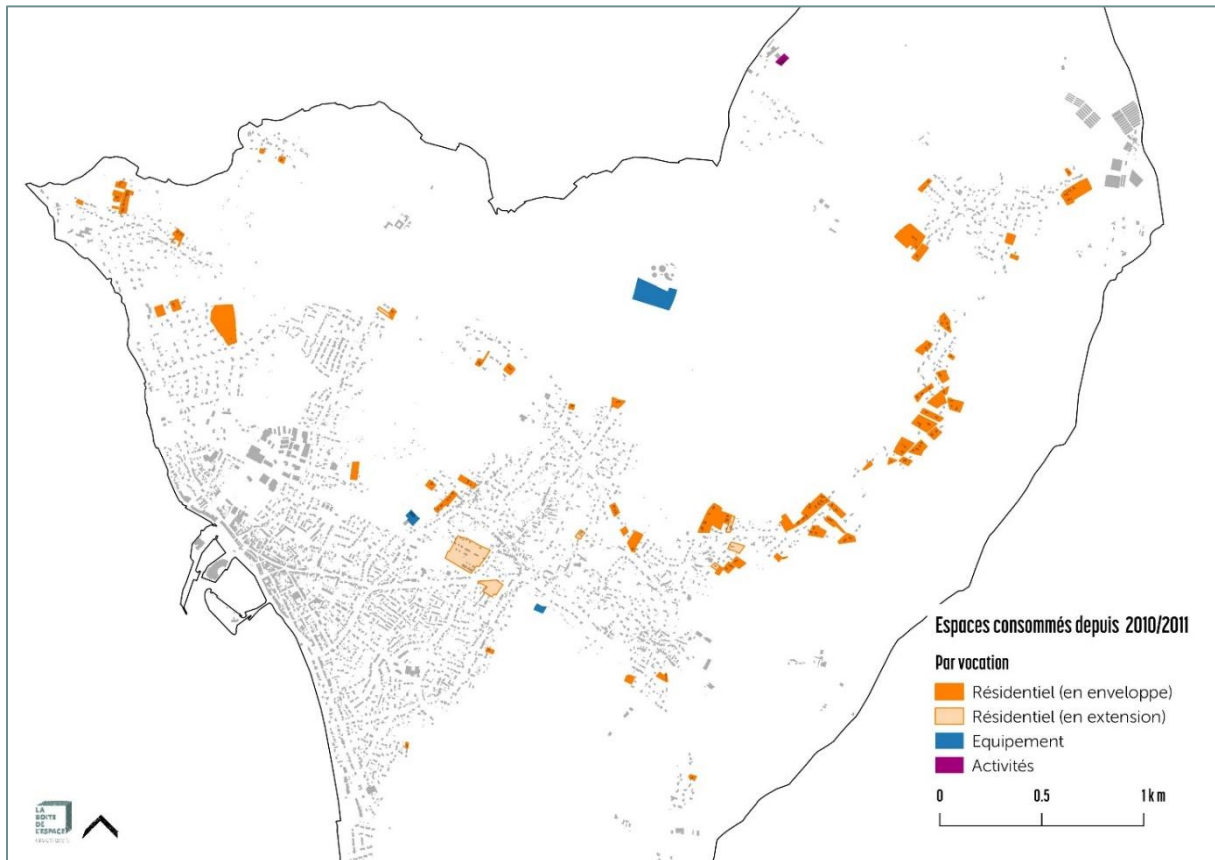 Espaces consommés depuis 2010/2011
Par vocation
Résidentiel (en enveloppe)
Résidentiel (en extension)
Equipement
Activités
0 0.5 1 km
LA
BOITE
DE
L'ESPACE